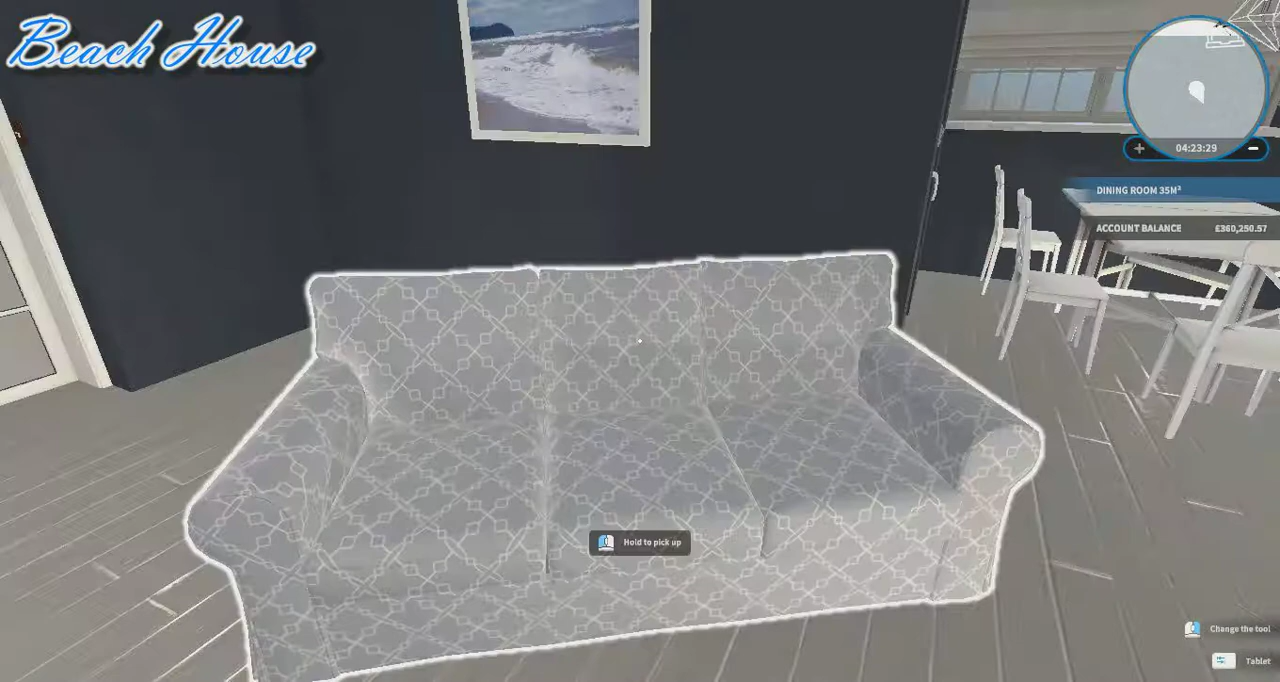 Beach House
04:23:29
DINING ROOM 35M²
ACCOUNT BALANCE £360,250.57
Hold to pick up
Change the tool
Tablet